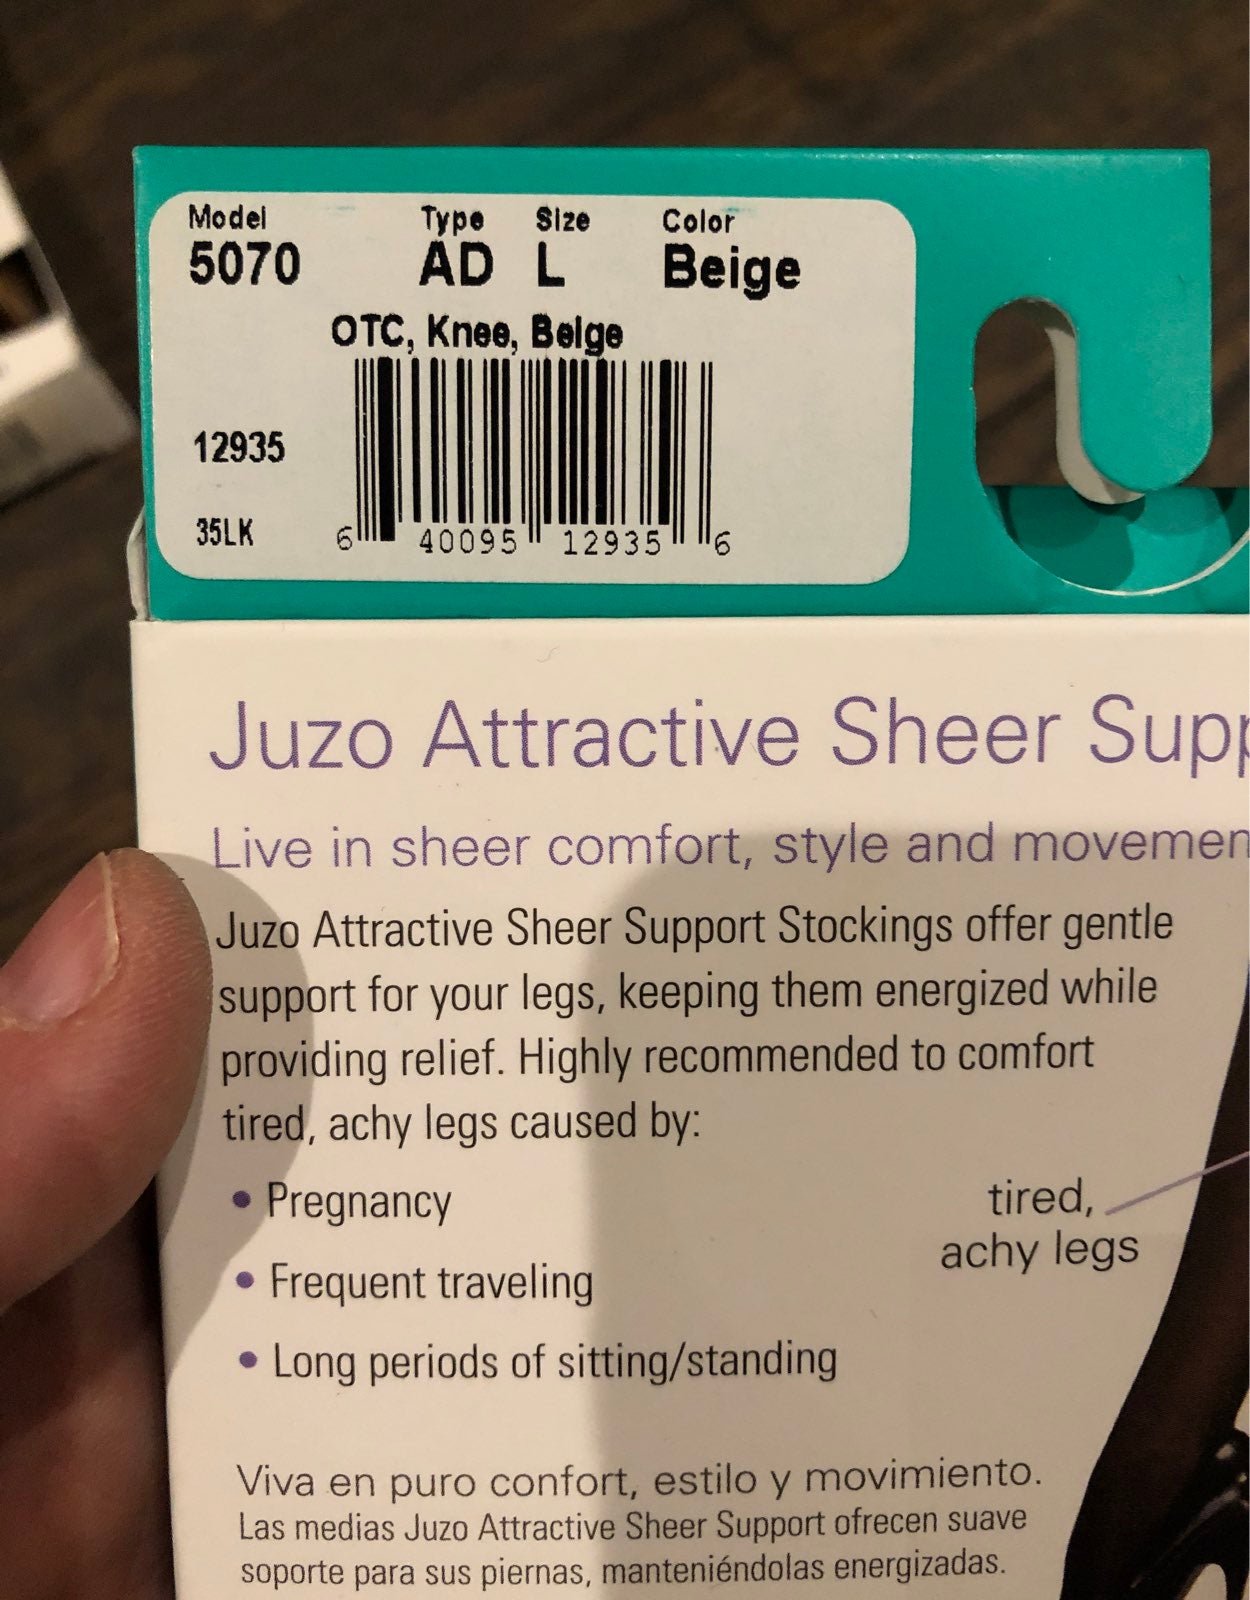 Model Type Size Color
5070 AD L Beige
OTC, Knee, Beige
12935
35LK
6 40095 12935 6
Juzo Attractive Sheer
Live in sheer comfort, style and
Juzo Attractive Sheer Support Stockings offer gentle
support for your legs, keeping them energized while
providing relief. Highly recommended to comfort
tired, achy legs caused by:
• Pregnancy
• Frequent traveling
• Long periods of sitting/standing
tired,
achy legs
Viva en puro confort, estilo y movimiento.
Las medias Juzo Attractive Sheer Support ofrecen suave
soporte para sus piernas, manteniéndolas energizadas.